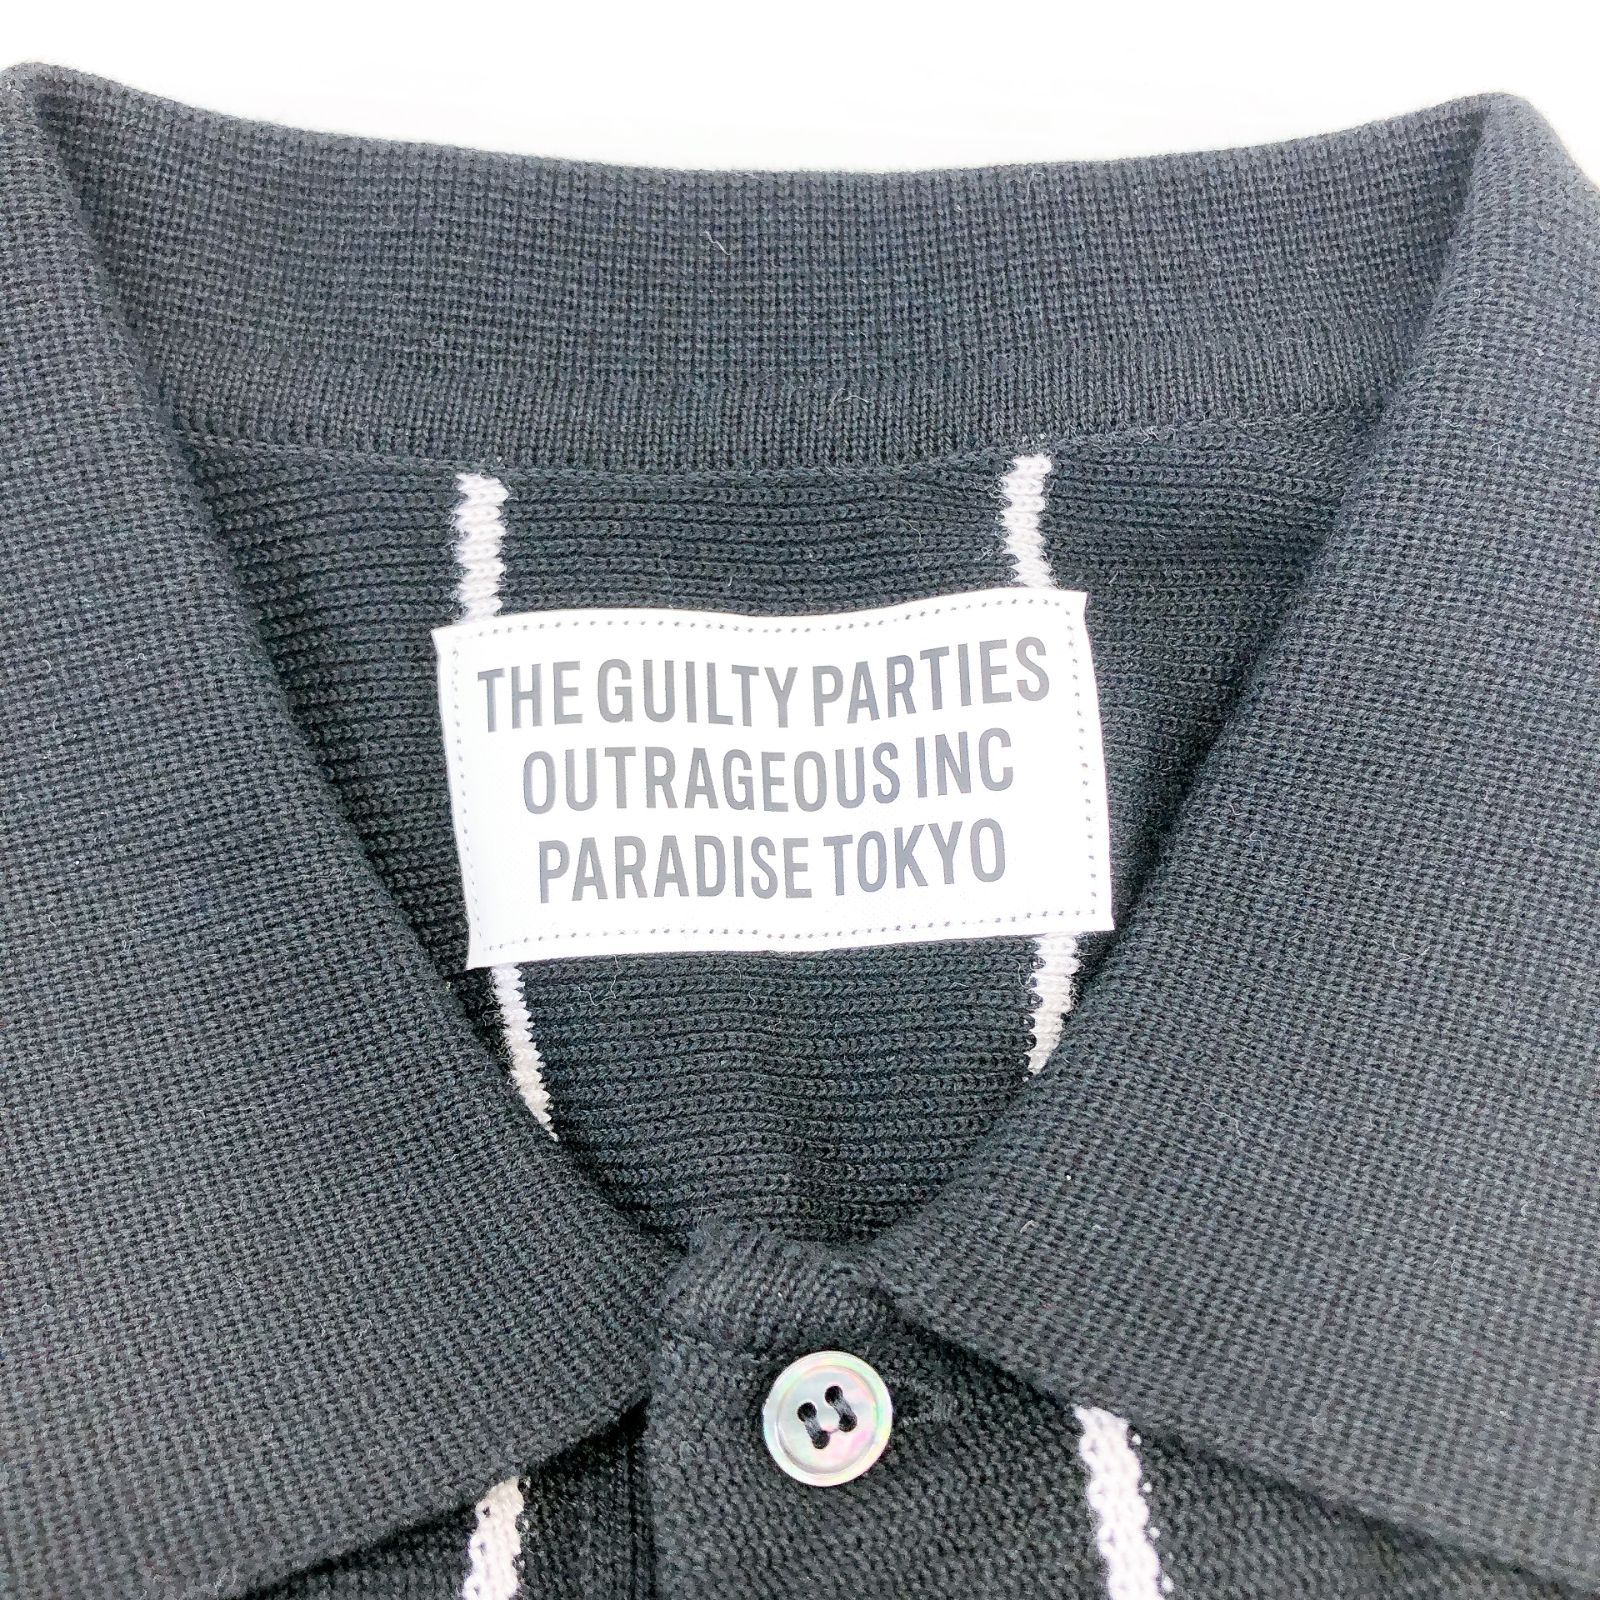 THE GUILTY PARTIES
OUTRAGEOUS INC
PARADISE TOKYO